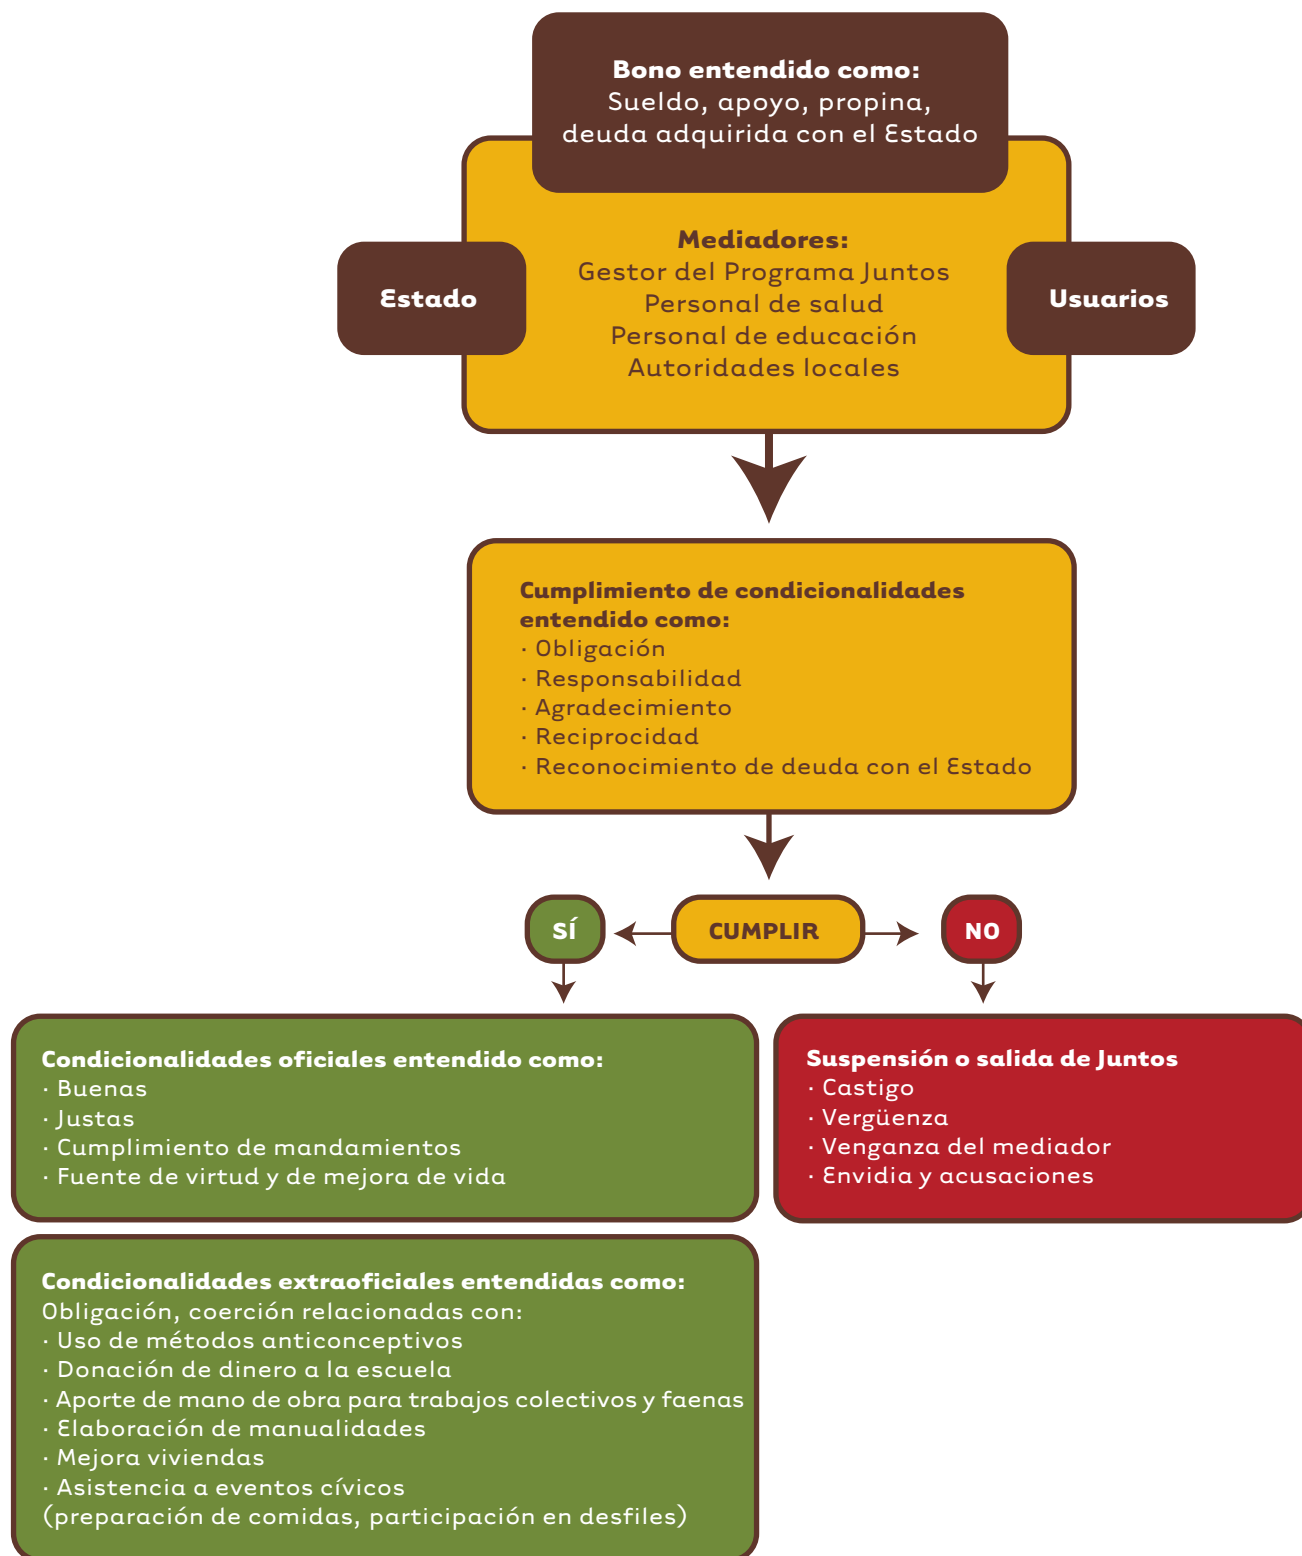 Bono entendido como:
Sueldo, apoyo, propina,
deuda adquirida con el Estado
Mediadores:
Gestor del Programa Juntos
Personal de salud
Personal de educación
Autoridades locales
Estado
Usuarios
Cumplimiento de condicionalidades
entendido como:
· Obligación
· Responsabilidad
· Agradecimiento
· Reciprocidad
· Reconocimiento de deuda con el Estado
SÍ
CUMPLIR
NO
Condicionalidades oficiales entendido como:
· Buenas
· Justas
· Cumplimiento de mandamientos
· Fuente de virtud y de mejora de vida
Suspensión o salida de Juntos
· Castigo
· Vergüenza
· Venganza del mediador
· Envidia y acusaciones
Condicionalidades extraoficiales entendidas como:
Obligación, coerción relacionadas con:
· Uso de métodos anticonceptivos
· Donación de dinero a la escuela
· Aporte de mano de obra para trabajos colectivos y faenas
· Elaboración de manualidades
· Mejora viviendas
· Asistencia a eventos cívicos
(preparación de comidas, participación en desfiles)